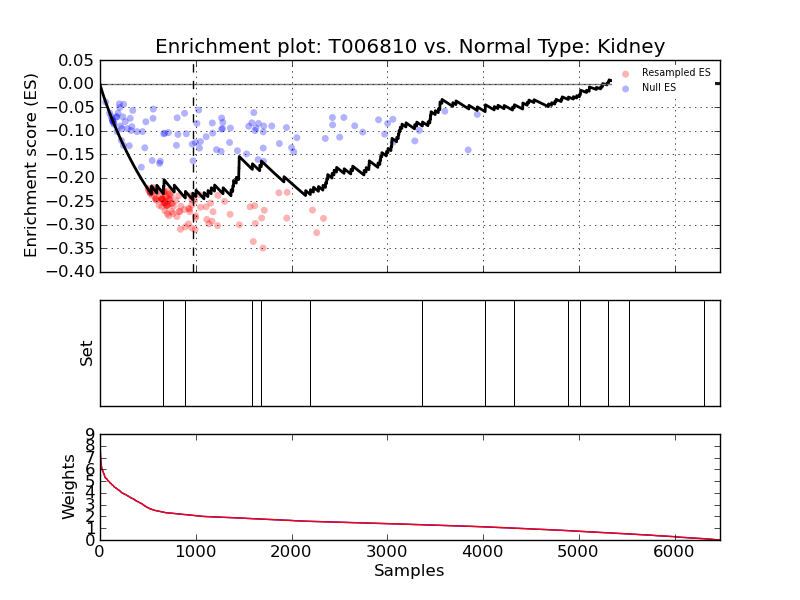 Enrichment plot: T006810 vs. Normal Type: Kidney
0.05
0.00
−0.05
−0.10
−0.15
−0.20
−0.25
−0.30
−0.35
−0.40
Enrichment score (ES)
Resampled ES
Null ES
Set
9
8
7
6
5
4
3
2
1
0
Weights
0 1000 2000 3000 4000 5000 6000
Samples